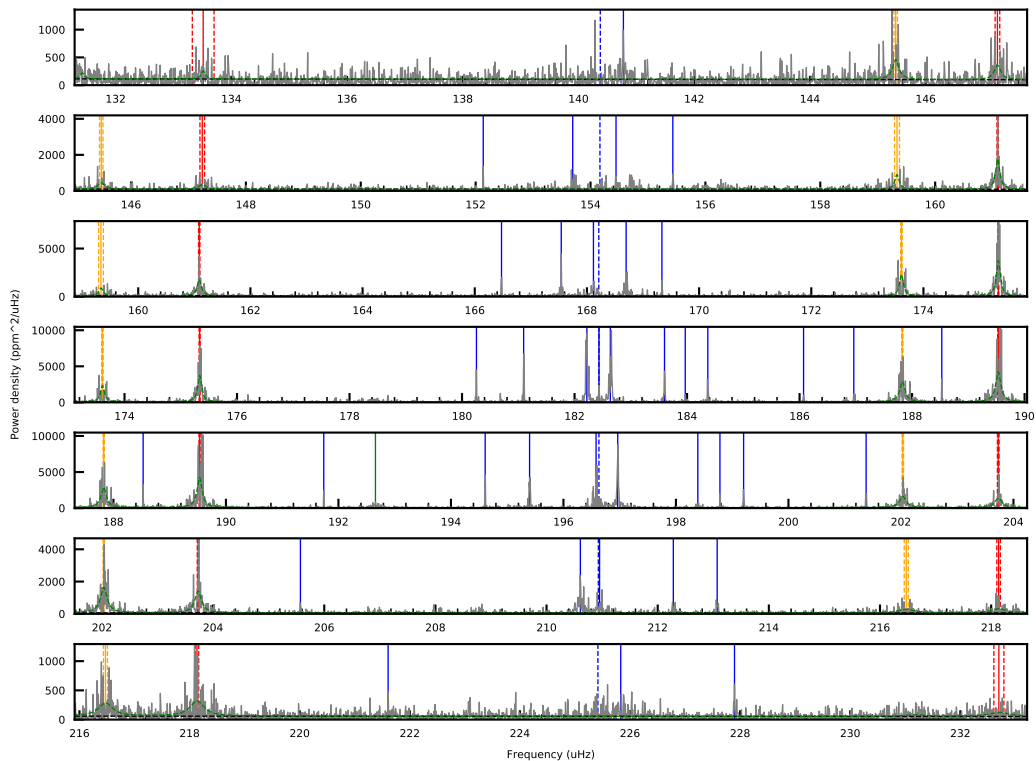 1000
500
0
132 134 136 138 140 142 144 146
4000
2000
0
146 148 150 152 154 156 158 160
5000
0
160 162 164 166 168 170 172 174
10000
5000
0
174 176 178 180 182 184 186 188 190
Power density (ppm^2/uHz)
10000
5000
0
188 190 192 194 196 198 200 202 204
4000
2000
0
202 204 206 208 210 212 214 216 218
1000
500
0
216 218 220 222 224 226 228 230 232
Frequency (uHz)